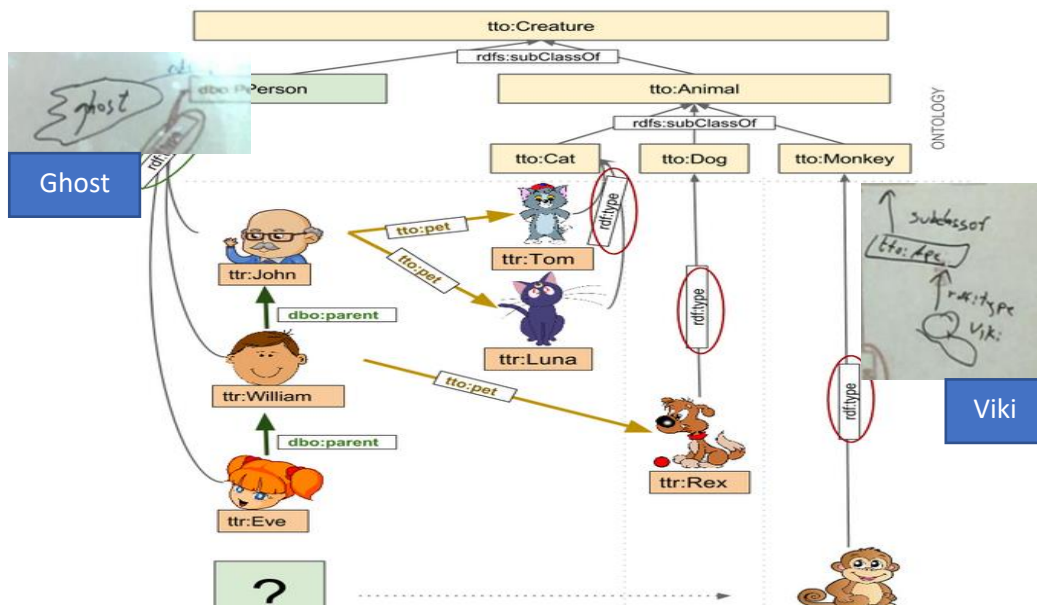 tto:Creature
rdfs:subClassOf
ghost
Person
tto:Animal
rdfs:subClassOf
ONTOLOGY
Ghost
tto:Cat
tto:Dog
tto:Monkey
rdf:type
tto:pet
ttr:Tom
subclassof
tto:Ape
ttr:John
tto:pet
rdf:type
rdf:type
Viki
dbo:parent
ttr:Luna
rdf:type
Viki
ttr:William
tto:pet
dbo:parent
ttr:Rex
ttr:Eve
?